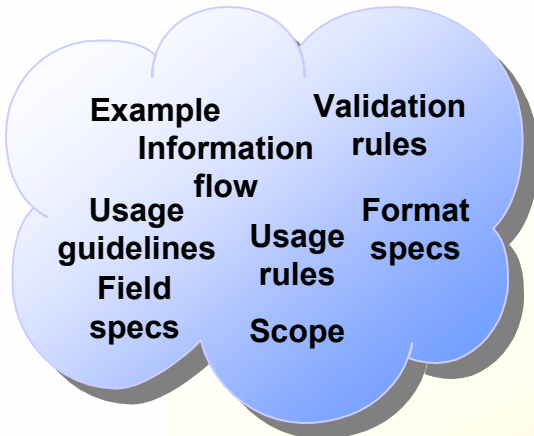 Example
Validation
rules
Information
flow
Usage
guidelines
Format
specs
Usage
rules
Field
specs
Scope